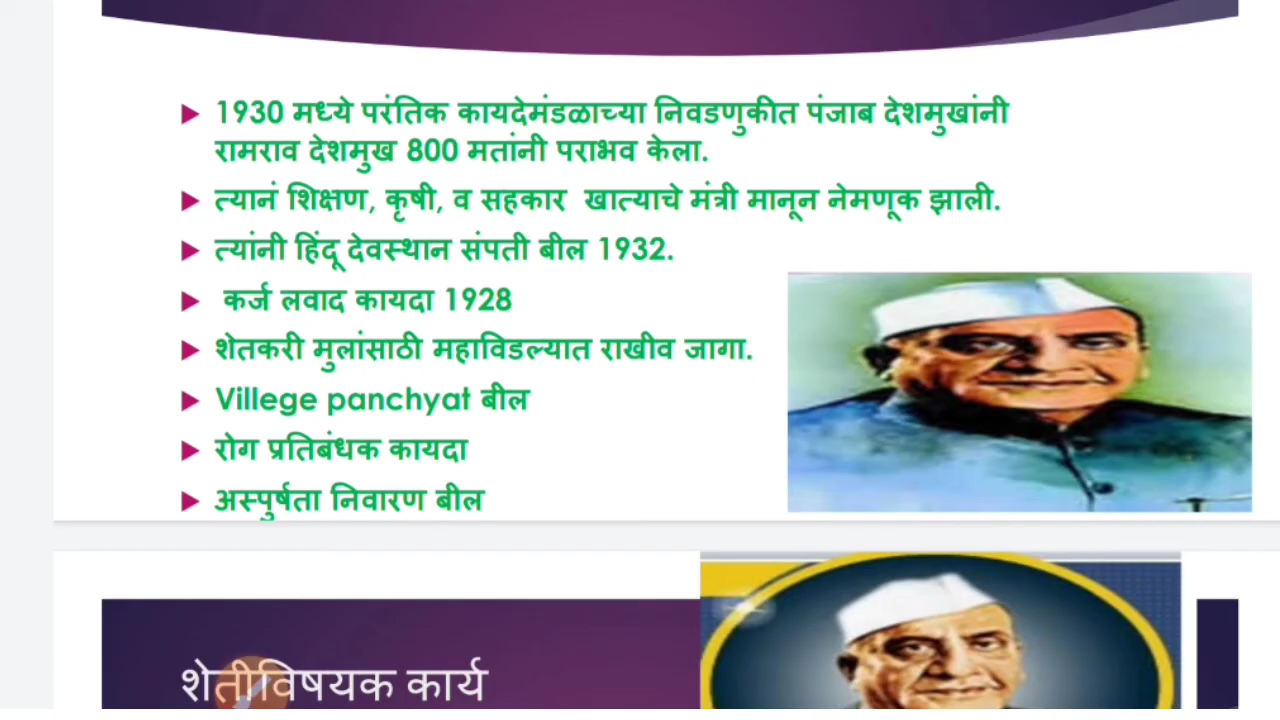 1930 मध्ये परंतिक कायदेमंडळाच्या निवडणुकीत पंजाब देशमुखांनी
रामराव देशमुख 800 मतांनी पराभव केला.
त्यानं शिक्षण, कृषी, व सहकार खात्याचे मंत्री मानून नेमणूक झाली.
त्यांनी हिंदू देवस्थान संपती बील 1932.
कर्ज लवाद कायदा 1928
शेतकरी मुलांसाठी महाविडल्यात राखीव जागा.
Villege panchyat बील
रोग प्रतिबंधक कायदा
अस्पुर्षता निवारण बील
शेतीविषयक कार्य